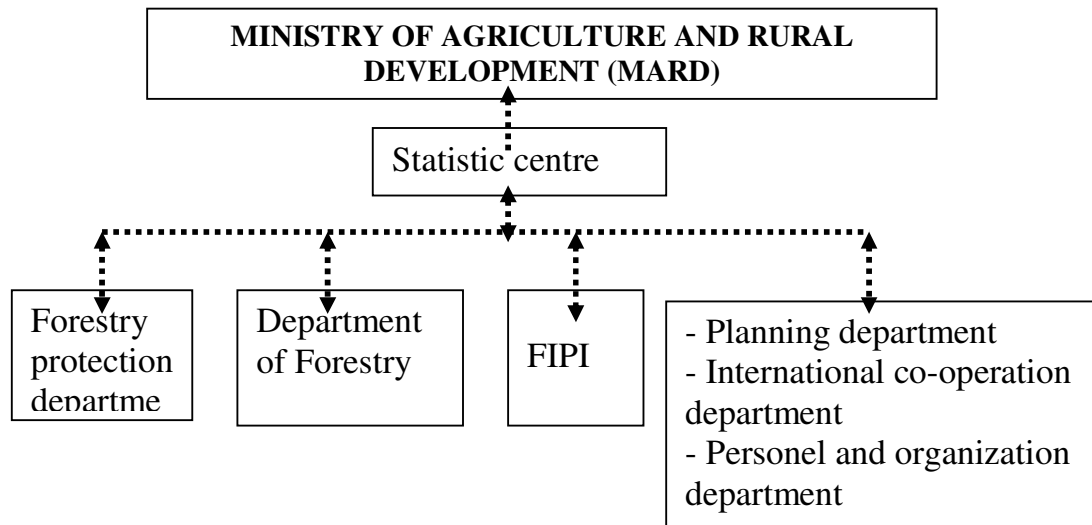 MINISTRY OF AGRICULTURE AND RURAL
DEVELOPMENT (MARD)
Statistic centre
Forestry
protection
departme
Department
of Forestry
FIPI
- Planning department
- International co-operation
department
- Personel and organization
department